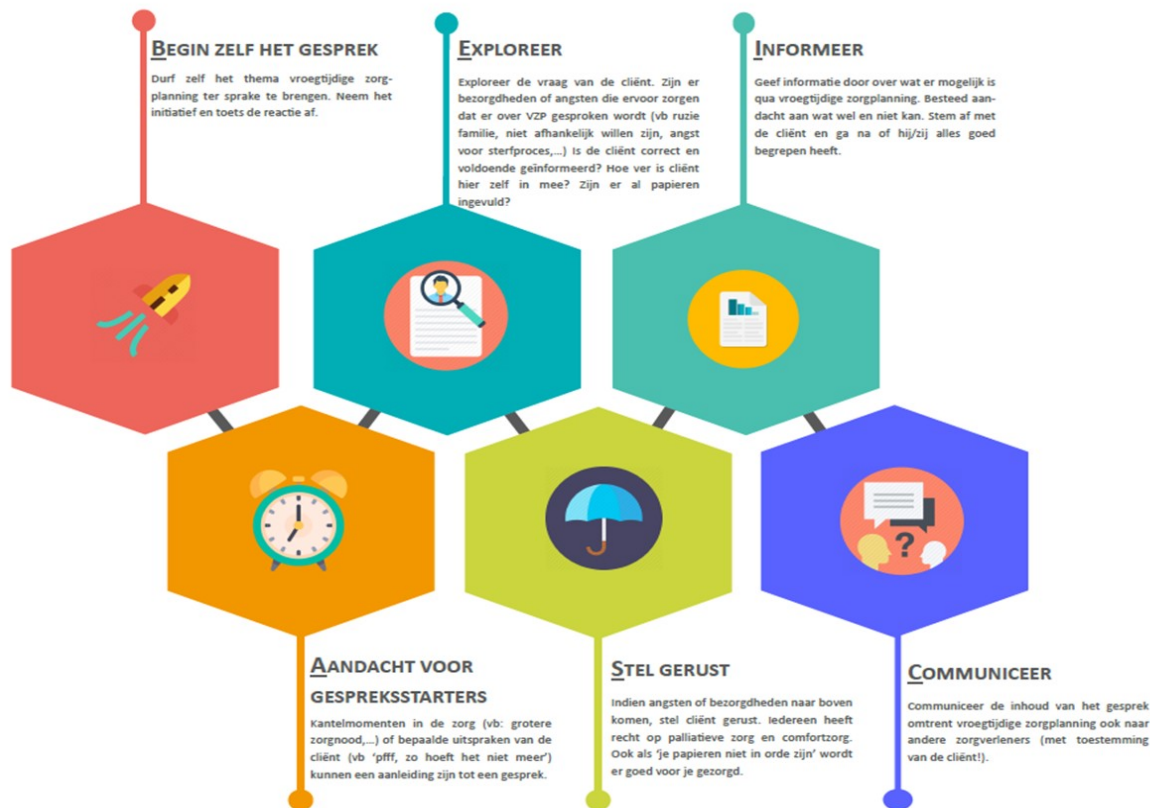 BEGIN ZELF HET GESPREK
Durf zelf het thema vroegtijdige zorg-
planning ter sprake te brengen. Neem het
initiatief en toets de reactie af.
EXPLOREER
Exploreer de vraag van de cliënt. Zijn er
bezorgdheden of angsten die ervoor zorgen
dat er over VZP gesproken wordt (vb ruzie
familie, niet afhankelijk willen zijn, angst
voor sterfproces,...) Is de cliënt correct en
voldoende geïnformeerd? Hoe ver is cliënt
hier zelf in mee? Zijn er al papieren
ingevuld?
INFORMEER
Geef informatie door over wat er mogelijk is
qua vroegtijdige zorgplanning. Besteed aan-
dacht aan wat wel en niet kan. Stem af met
de cliënt en ga na of hij/zij alles goed
begrepen heeft.
?
AANDACHT VOOR
GESPREKSSTARTERS
Kantelmomenten in de zorg (vb: grotere
zorgnood,...) of bepaalde uitspraken van de
cliënt (vb 'pfff, zo hoeft het niet meer')
kunnen een aanleiding zijn tot een gesprek.
STEL GERUST
Indien angsten of bezorgdheden naar boven
komen, stel cliënt gerust. Iedereen heeft
recht op palliatieve zorg en comfortzorg.
Ook als 'je papieren niet in orde zijn' wordt
er goed voor je gezorgd.
COMMUNICEER
Communiceer de inhoud van het gesprek
omtrent vroegtijdige zorgplanning ook naar
andere zorgverleners (met toestemming
van de cliënt!).